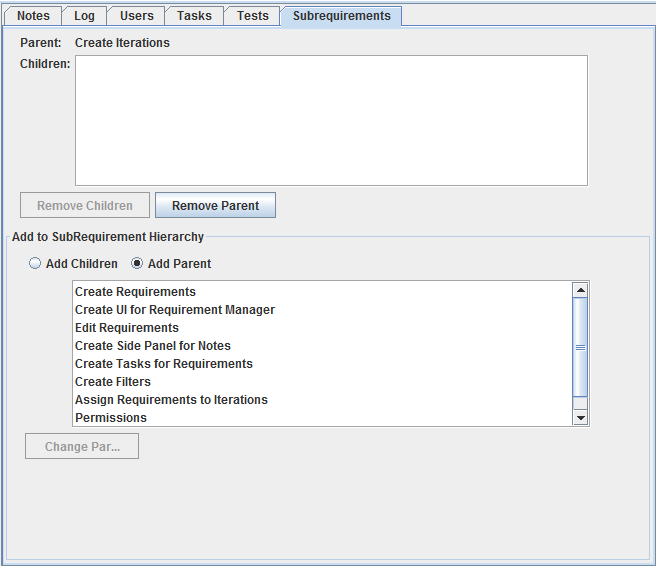 Notes Log Users Tasks Tests Subrequirements
Parent: Create Iterations
Children:
Remove Children Remove Parent
Add to SubRequirement Hierarchy
Add Children Add Parent
Create Requirements
Create UI for Requirement Manager
Edit Requirements
Create Side Panel for Notes
Create Tasks for Requirements
Create Filters
Assign Requirements to Iterations
Permissions
Change Par...